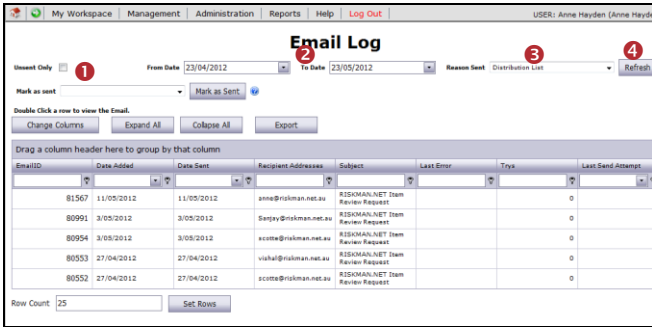 My Workspace | Management | Administration | Reports | Help | Log Out | USER: Anne Hayden (Anne Hayde
Email Log
1 2 3 4
Unsent Only From Date 23/04/2012 To Date 23/05/2012 Reason Sent Distribution List Refresh
Mark as sent Mark as Sent
Double Click a row to view the Email.
Change Columns Expand All Collapse All Export
Drag a column header here to group by that column
EmailID Date Added Date Sent Recipient Addresses Subject Last Error Trys Last Send Attempt
81567 11/05/2012 11/05/2012 anne@riskman.net.au RISKMAN.NET Item 0
Review Request
80991 3/05/2012 3/05/2012 Sanjay@riskman.net.au RISKMAN.NET Item 0
Review Request
80954 3/05/2012 3/05/2012 scotte@riskman.net.au RISKMAN.NET Item 0
Review Request
80553 27/04/2012 27/04/2012 vishal@riskman.net.au RISKMAN.NET Item 0
Review Request
80552 27/04/2012 27/04/2012 scotte@riskman.net.au RISKMAN.NET Item 0
Review Request
Row Count 25 Set Rows